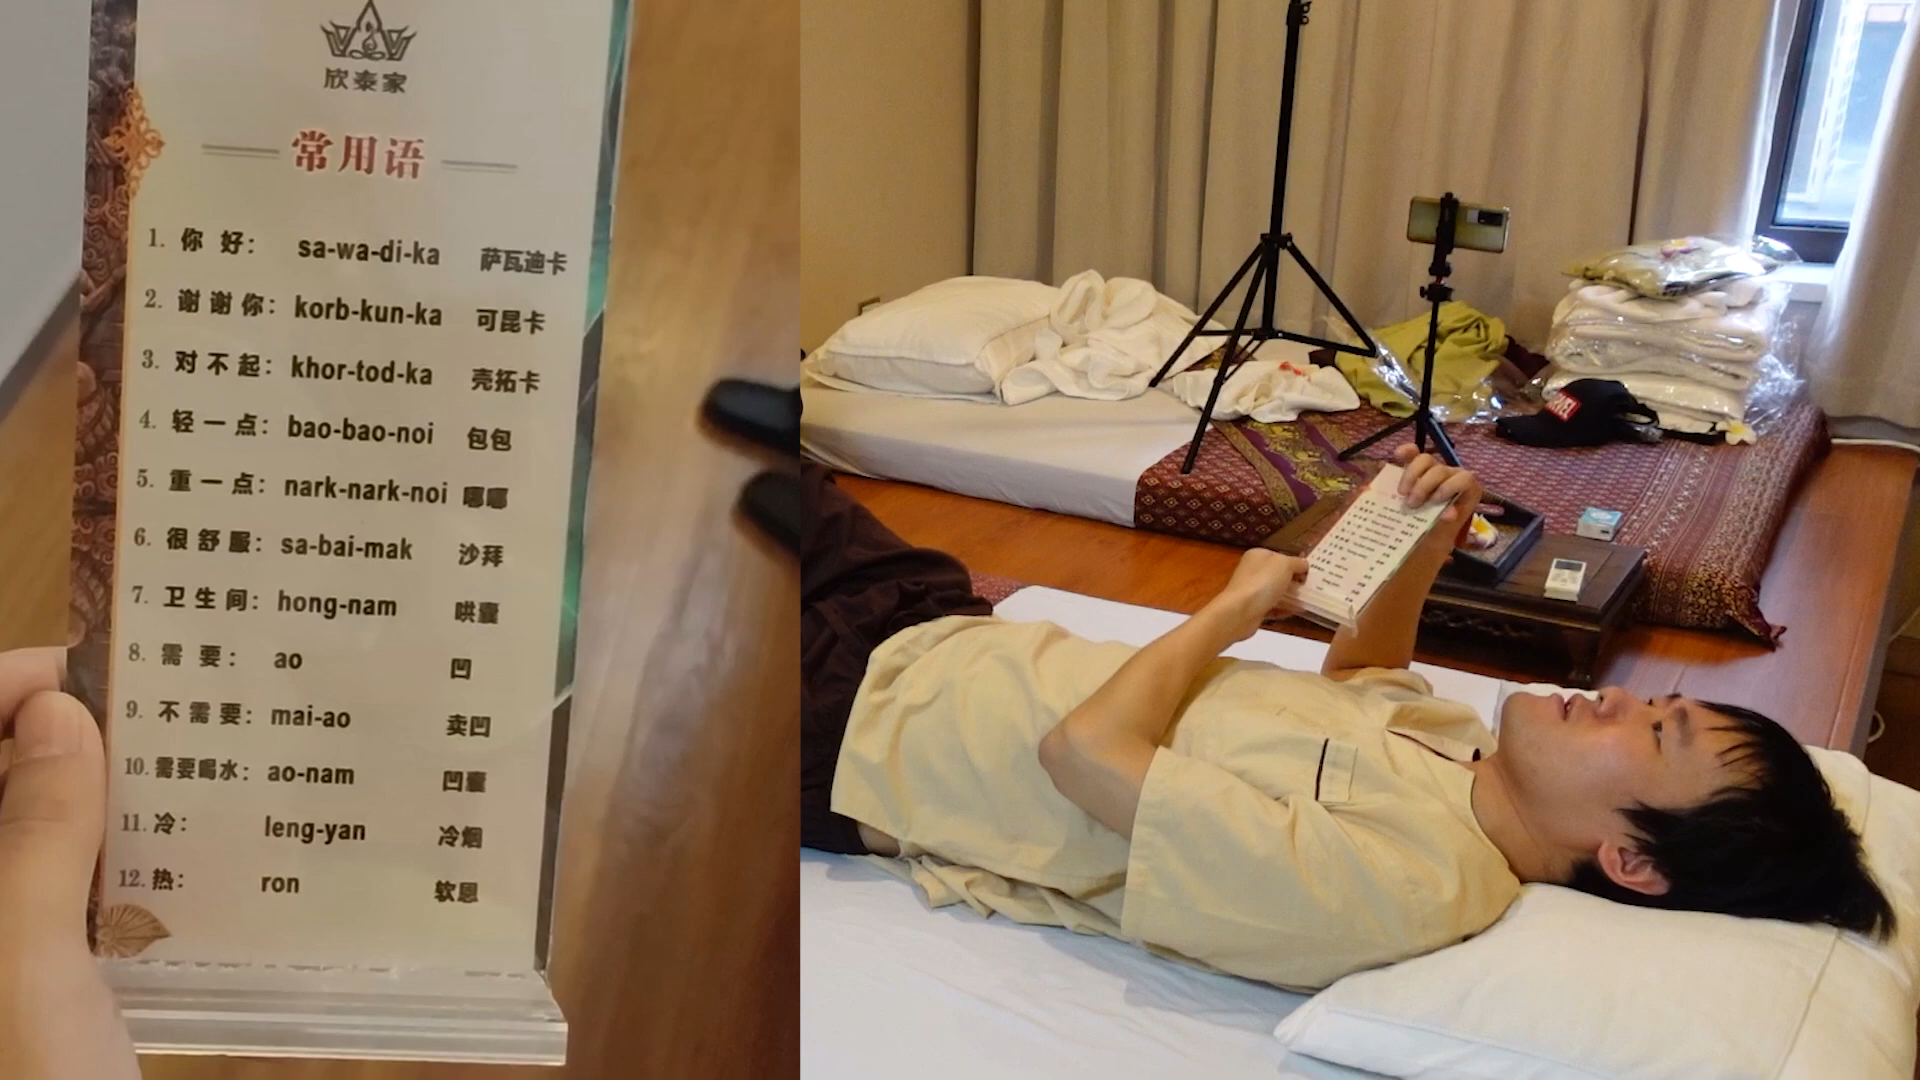 欣泰家
常用语
1. 你好： sa-wa-di-ka 萨瓦迪卡
2. 谢谢你： korb-kun-ka 可昆卡
3. 对不起： khor-tod-ka 壳拓卡
4. 轻一点： bao-bao-noi 包包
5. 重一点： nark-nark-noi 哪哪
6. 很舒服： sa-bai-mak 沙拜
7. 卫生间： hong-nam 哄囊
8. 需要： ao 凹
9. 不需要： mai-ao 卖凹
10. 需要喝水： ao-nam 凹囊
11. 冷： leng-yan 冷烟
12. 热： ron 软恩
MARVEL